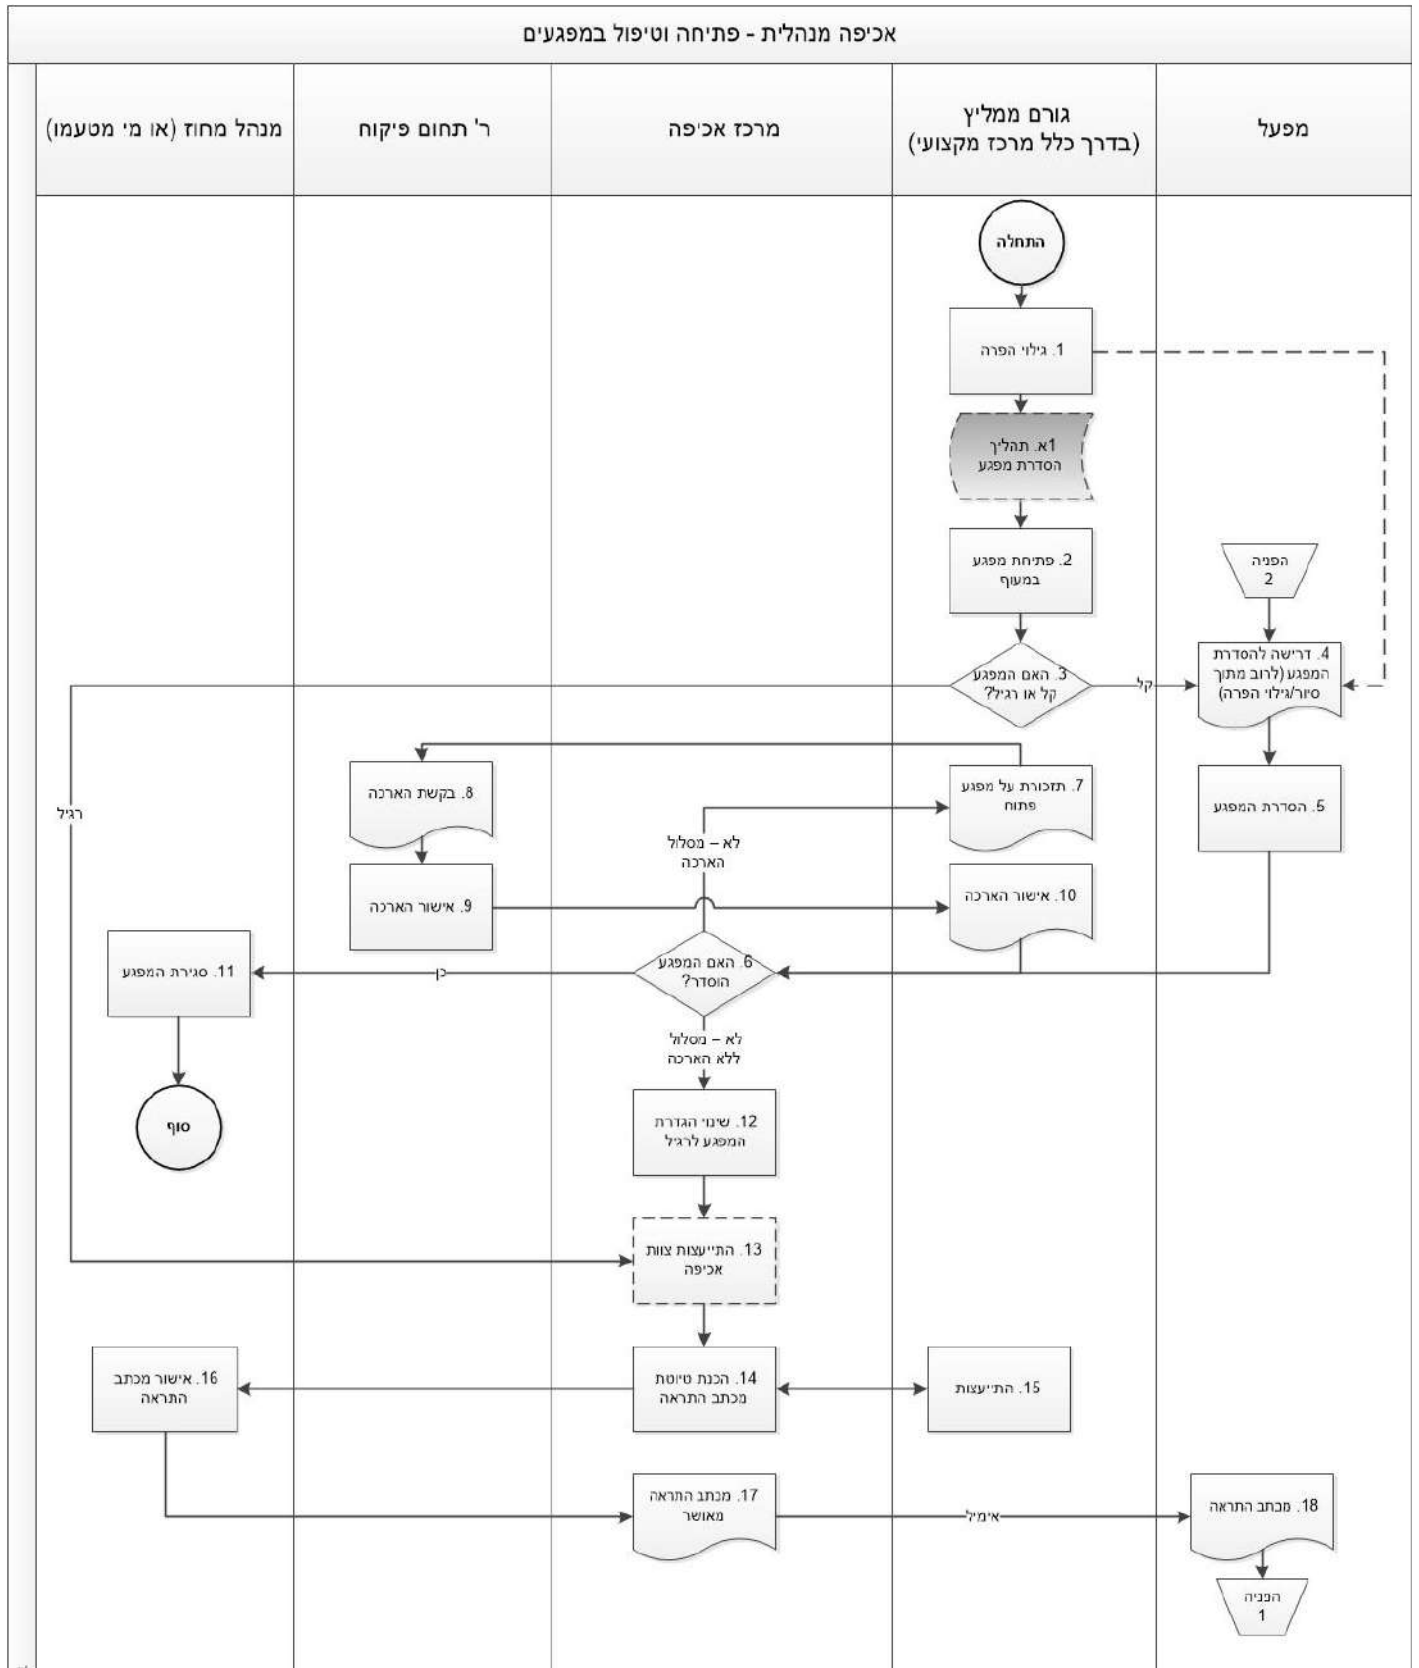 אכיפה מנהלית - פתיחה וטיפול במפגעים
מפעל
גורם ממליץ
(בדרך כלל מרכז מקצועי)
מרכז אכיפה
ר' תחום פיקוח
מנהל מחוז (או מי מטעמו)
התחלה
1. גילוי הפרה
1א. תהליך
הסדרת מפגע
2. פתיחת מפגע
במעוף
הפניה
2
3. האם המפגע
קל או רגיל?
קל
4. דרישה להסדרת
המפגע (לרוב מתוך
סיור/גילוי הפרה)
רגיל
5. הסדרת המפגע
7. תזכורת על מפגע
פתוח
8. בקשת הארכה
לא – מסלול
הארכה
9. אישור הארכה
10. אישור הארכה
6. האם המפגע
הוסדר?
כן
11. סגירת המפגע
סוף
לא – מסלול
ללא הארכה
12. שינוי הגדרת
המפגע לרגיל
13. התייעצות צוות
אכיפה
14. הכנת טיוטת
מכתב התראה
15. התייעצות
16. אישור מכתב
התראה
17. מכתב התראה
מאושר
אימיל
18. מכתב התראה
הפניה
1